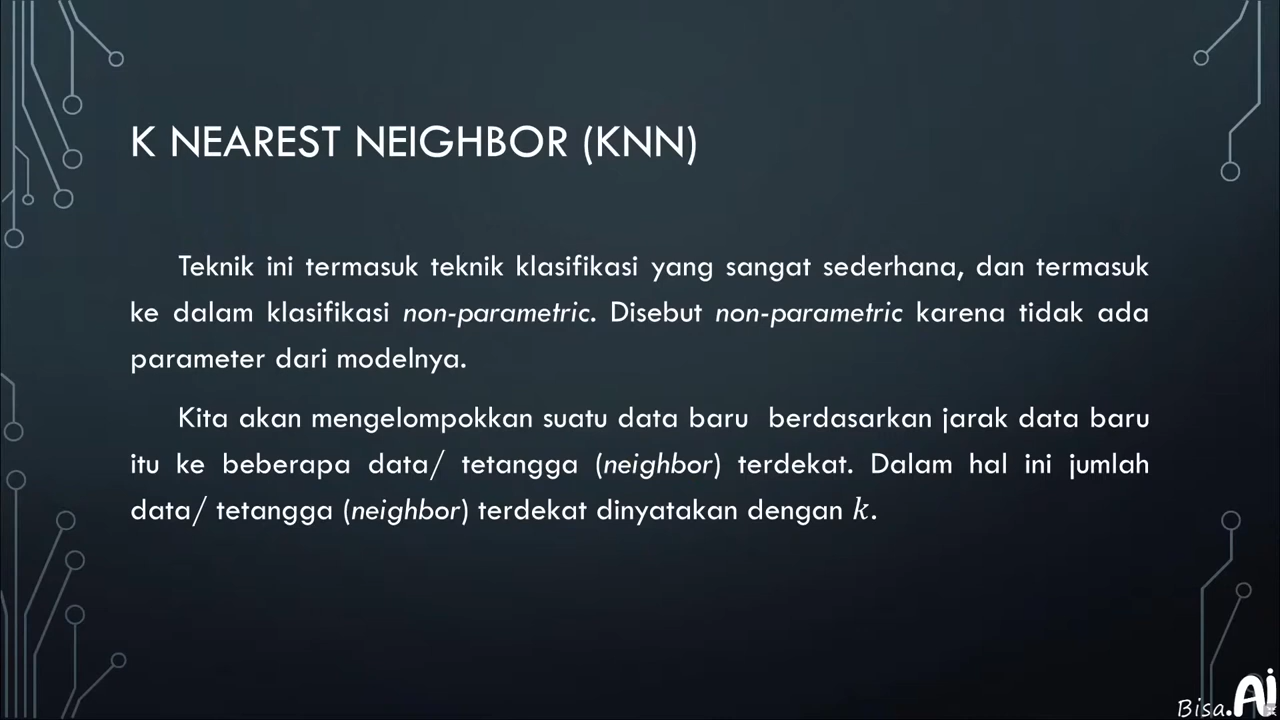 K NEAREST NEIGHBOR (KNN)
Teknik ini termasuk teknik klasifikasi yang sangat sederhana, dan termasuk
ke dalam klasifikasi non-parametric. Disebut non-parametric karena tidak ada
parameter dari modelnya.
Kita akan mengelompokkan suatu data baru berdasarkan jarak data baru
itu ke beberapa data/ tetangga (neighbor) terdekat. Dalam hal ini jumlah
data/ tetangga (neighbor) terdekat dinyatakan dengan k.
Bisa.Ai